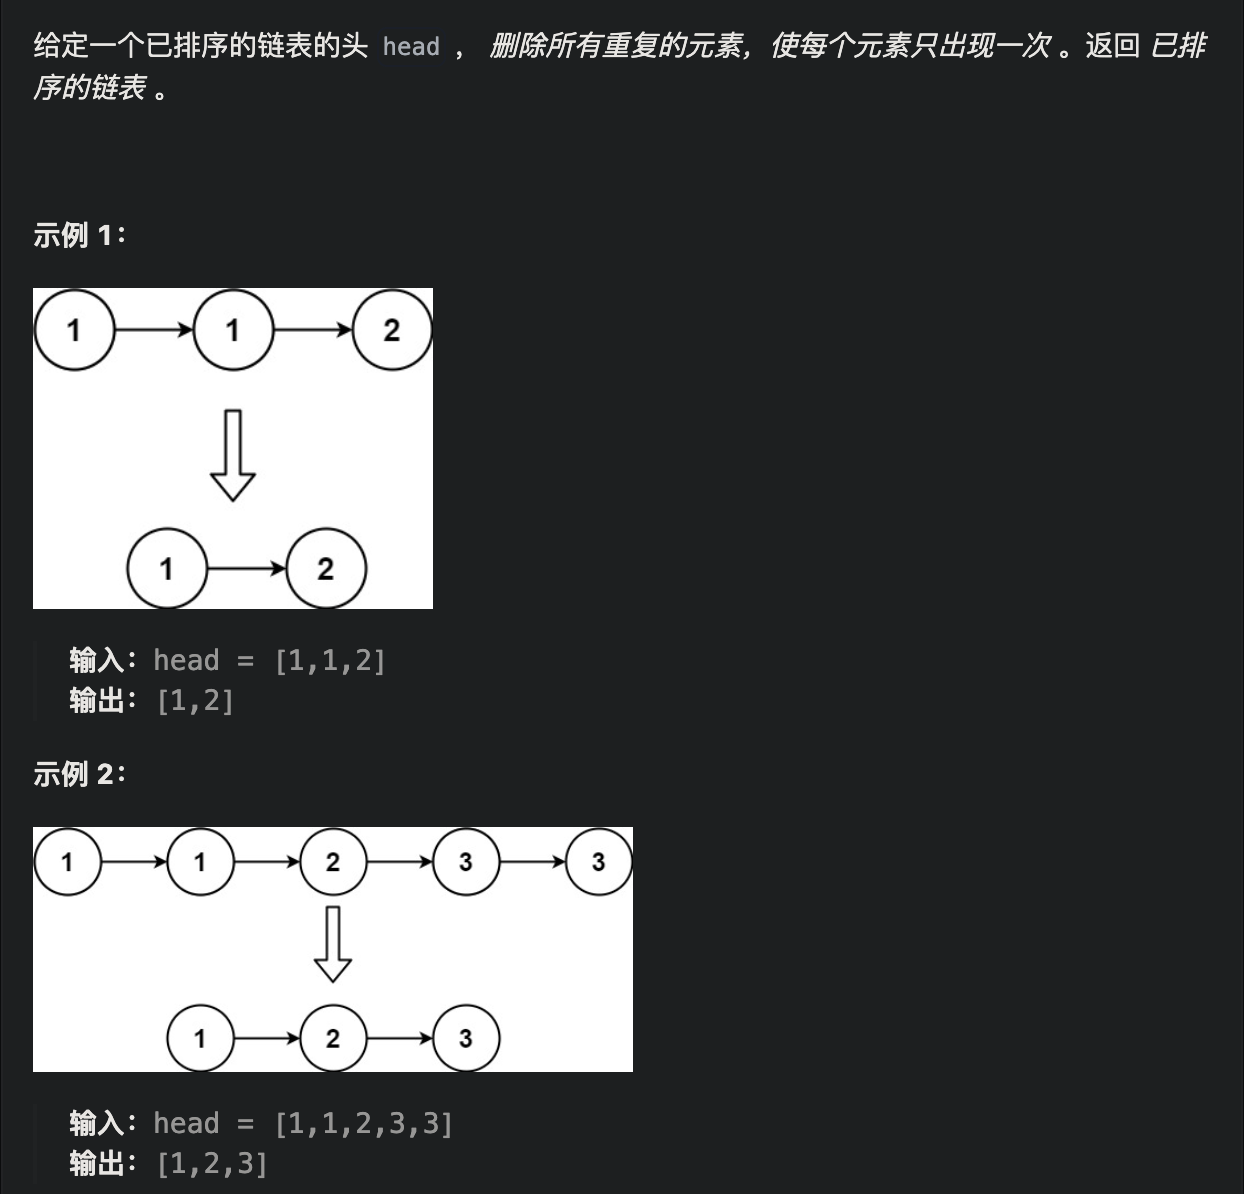 给定一个已排序的链表的头 head ， 删除所有重复的元素，使每个元素只出现一次 。返回 已排
序的链表 。
示例 1：
1 1 2
1 2
输入：head = [1,1,2]
输出：[1,2]
示例 2：
1 1 2 3 3
1 2 3
输入：head = [1,1,2,3,3]
输出：[1,2,3]